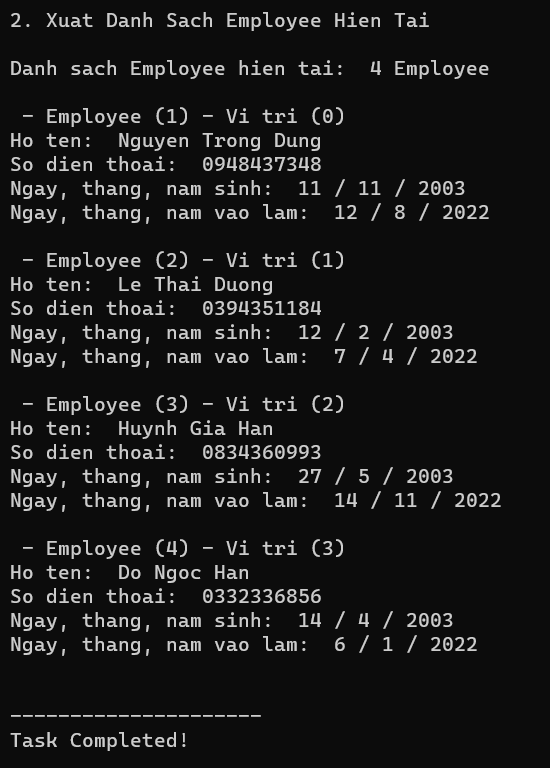 2. Xuat Danh Sach Employee Hien Tai
Danh sach Employee hien tai:  4 Employee
 - Employee (1) - Vi tri (0)
Ho ten:  Nguyen Trong Dung
So dien thoai:  0948437348
Ngay, thang, nam sinh:  11 / 11 / 2003
Ngay, thang, nam vao lam:  12 / 8 / 2022
 - Employee (2) - Vi tri (1)
Ho ten:  Le Thai Duong
So dien thoai:  0394351184
Ngay, thang, nam sinh:  12 / 2 / 2003
Ngay, thang, nam vao lam:  7 / 4 / 2022
 - Employee (3) - Vi tri (2)
Ho ten:  Huynh Gia Han
So dien thoai:  0834360993
Ngay, thang, nam sinh:  27 / 5 / 2003
Ngay, thang, nam vao lam:  14 / 11 / 2022
 - Employee (4) - Vi tri (3)
Ho ten:  Do Ngoc Han
So dien thoai:  0332336856
Ngay, thang, nam sinh:  14 / 4 / 2003
Ngay, thang, nam vao lam:  6 / 1 / 2022
---------------------
Task Completed!